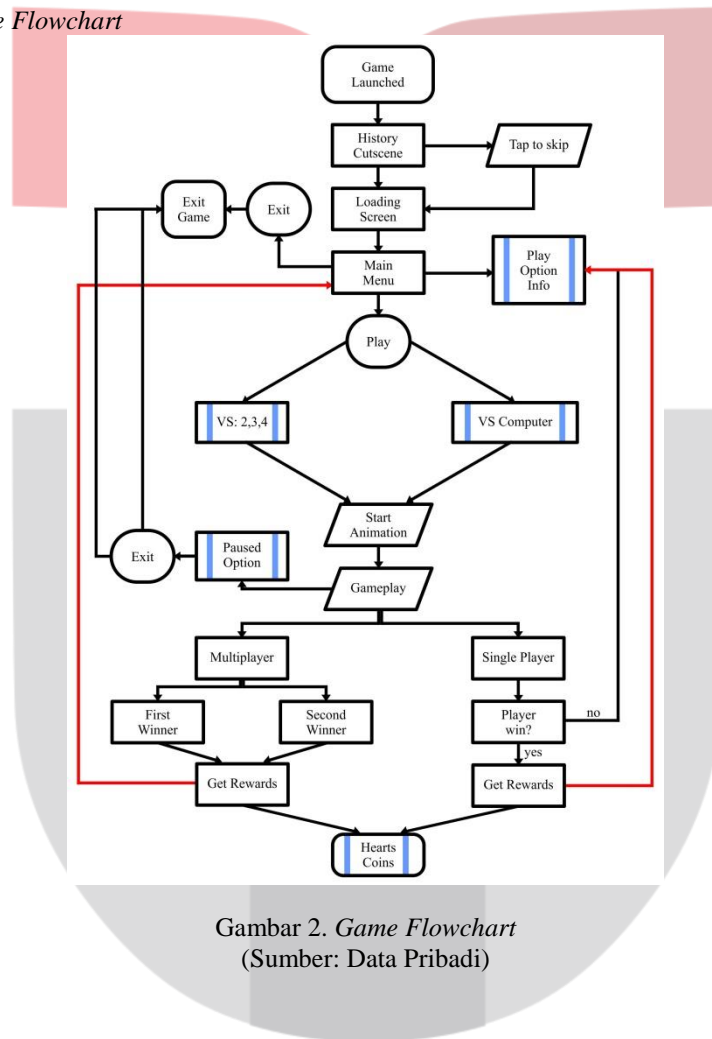 Flowchart
Game
Launched
History
Cutscene
Tap to skip
Exit
Game
Exit
Loading
Screen
Main
Menu
Play
Option
Info
Play
VS: 2,3,4
VS Computer
Start
Animation
Exit
Paused
Option
Gameplay
Multiplayer
Single Player
First
Winner
Second
Winner
Player
win?
no
yes
Get Rewards
Get Rewards
Hearts
Coins
Gambar 2. Game Flowchart
(Sumber: Data Pribadi)